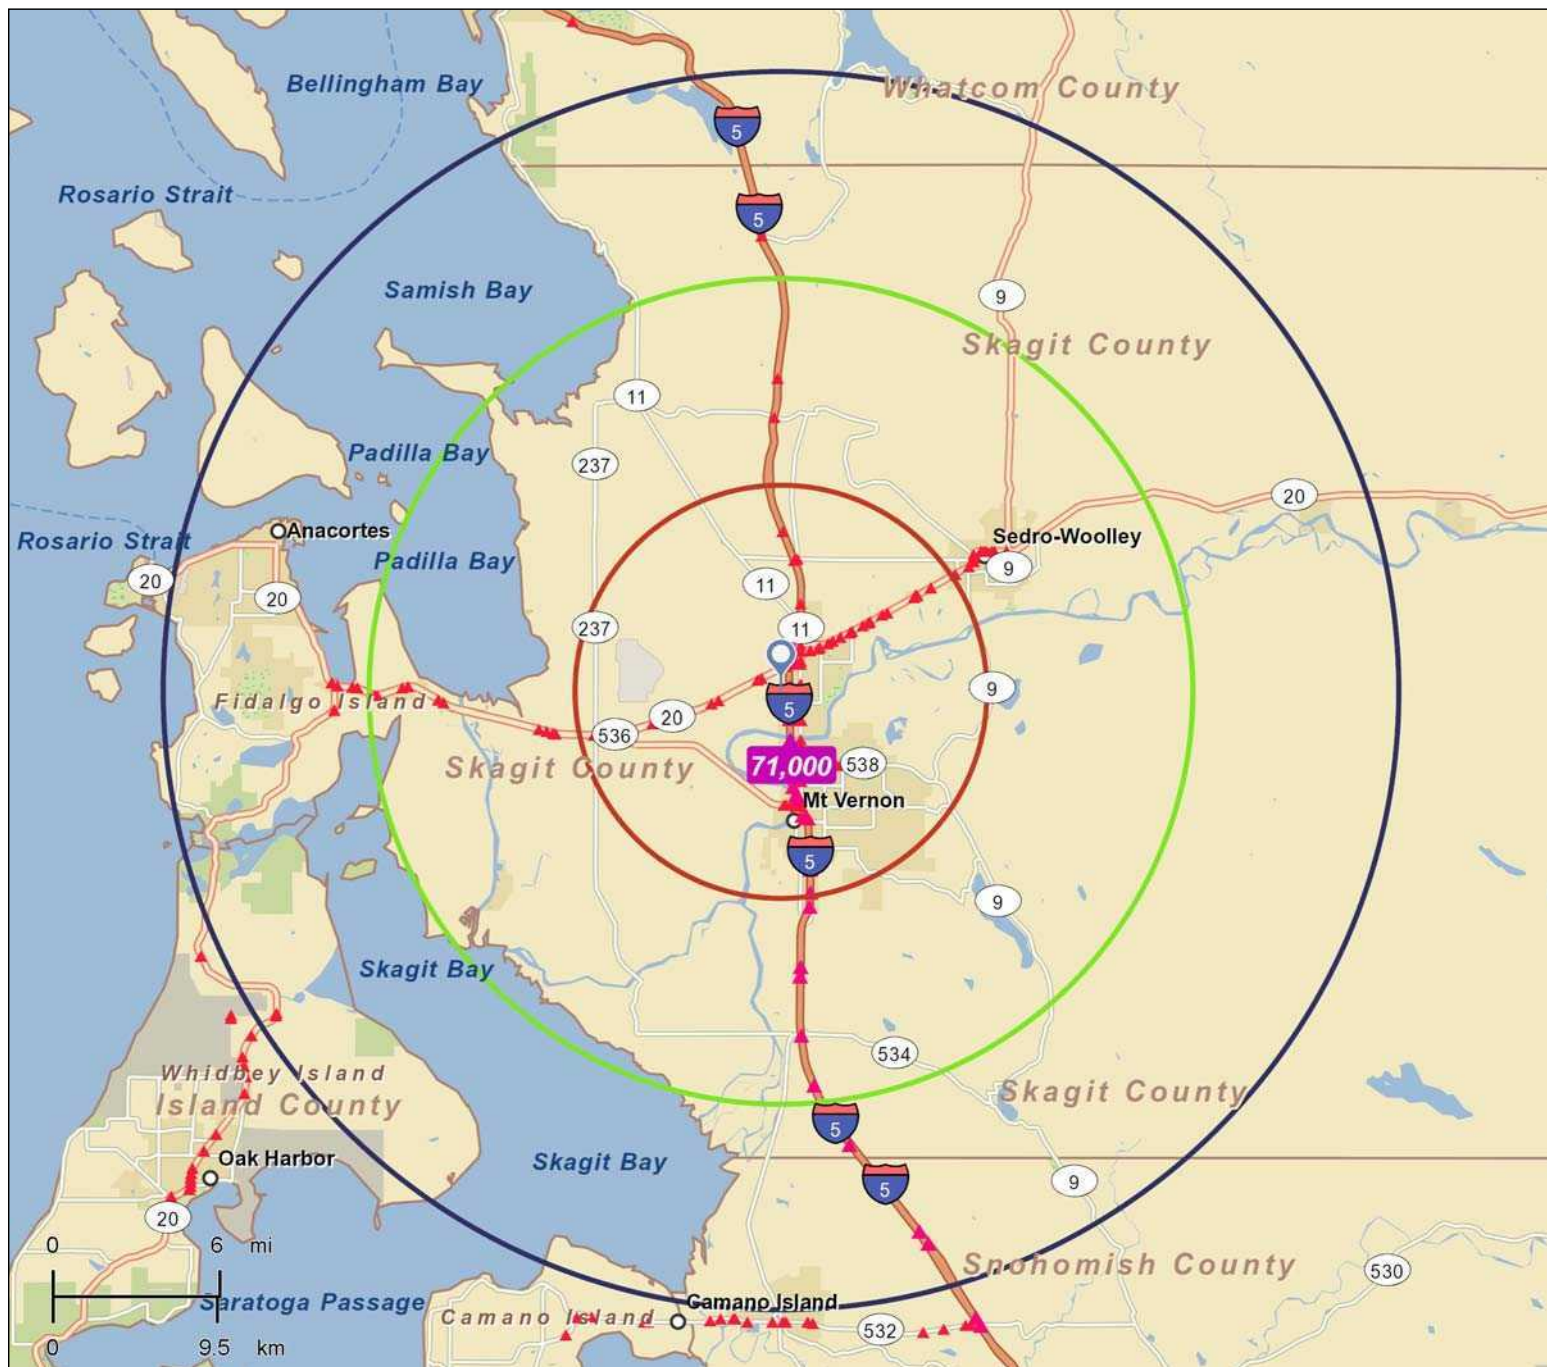 Bellingham Bay
Whatcom County
5
Rosario Strait
5
Samish Bay
9
Skagit County
11
Padilla Bay
237
20
Anacortes
Rosario Strait
Sedro-Woolley
Padilla Bay
9
20
11
20
237
11
9
Fidalgo Island
5
20
536
Skagit County
71,000
538
Mt Vernon
5
9
Skagit Bay
534
Whidbey Island
Island County
Skagit County
5
Oak Harbor
Skagit Bay
5
9
20
0 6 mi
Snohomish County
530
Saratoga Passage
Camano Island
Camano Island
532
0 9.5 km